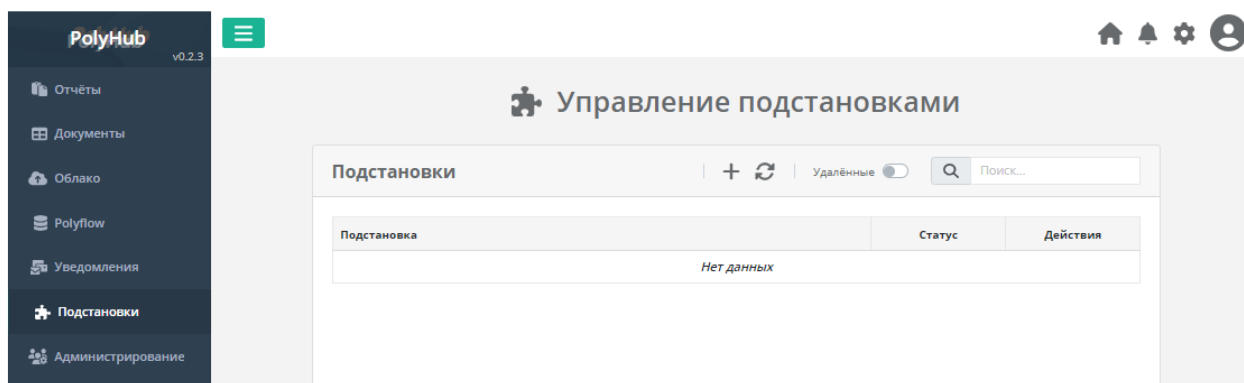 PolyHub
v0.2.3
Отчёты
Документы
Облако
Polyflow
Уведомления
Подстановки
Администрирование
Управление подстановками
Подстановки
Удалённые
Поиск...
Подстановка Статус Действия
Нет данных